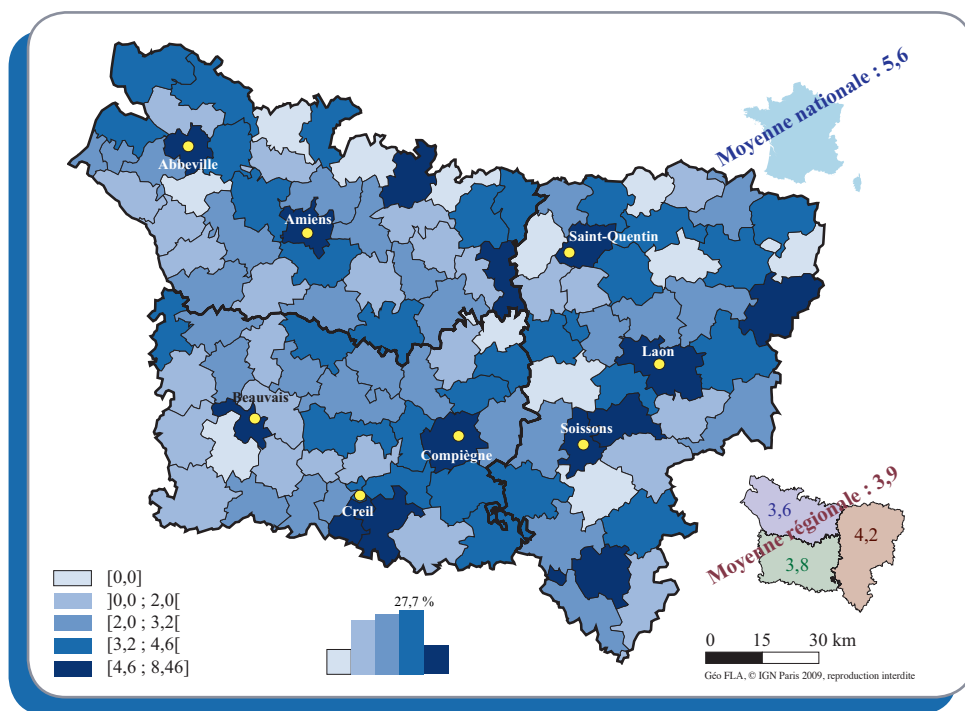 Moyenne nationale : 5,6
Abbeville
Amiens
Saint-Quentin
Laon
Beauvais
Soissons
Compiègne
Creil
Moyenne régionale : 3,9
3,6
4,2
3,8
[0,0]
]0,0 ; 2,0[
[2,0 ; 3,2[
[3,2 ; 4,6[
[4,6 ; 8,46]
27,7 %
0 15 30 km
Géo FLA, © IGN Paris 2009, reproduction interdite